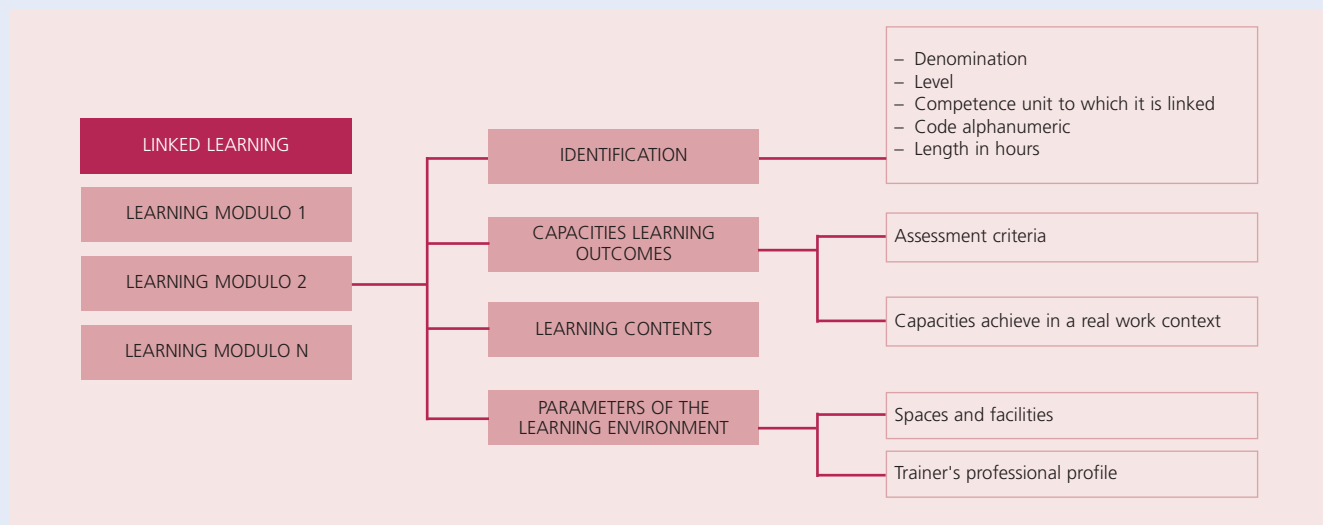 LINKED LEARNING
LEARNING MODULO 1
LEARNING MODULO 2
LEARNING MODULO N
IDENTIFICATION
CAPACITIES LEARNING
OUTCOMES
LEARNING CONTENTS
PARAMETERS OF THE
LEARNING ENVIRONMENT
– Denomination
– Level
– Competence unit to which it is linked
– Code alphanumeric
– Length in hours
Assessment criteria
Capacities achieve in a real work context
Spaces and facilities
Trainer's professional profile